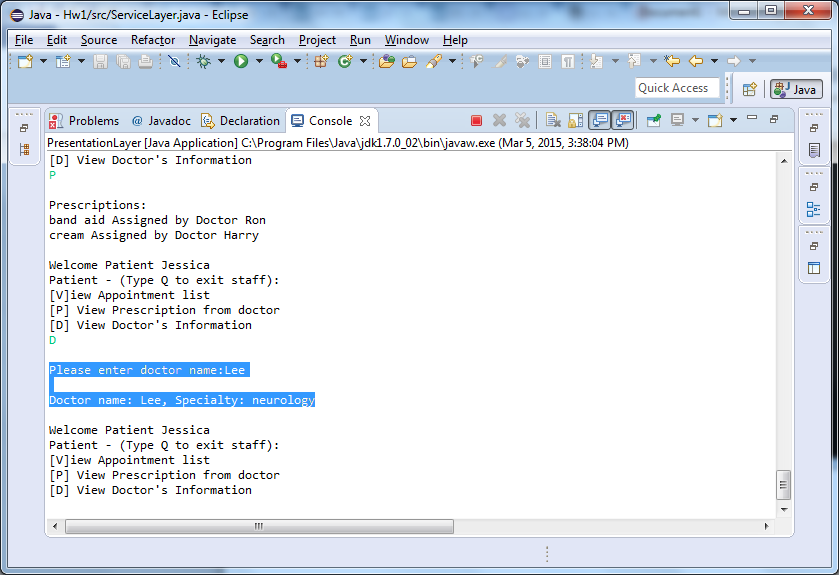 Java - Hw1/src/ServiceLayer.java - Eclipse
File Edit Source Refactor Navigate Search Project Run Window Help
Quick Access Java
Problems @ Javadoc Declaration Console
PresentationLayer [Java Application] C:\Program Files\Java\jdk1.7.0_02\bin\javaw.exe (Mar 5, 2015, 3:38:04 PM)
[D] View Doctor's Information
P
Prescriptions:
band aid Assigned by Doctor Ron
cream Assigned by Doctor Harry
Welcome Patient Jessica
Patient - (Type Q to exit staff):
[V]iew Appointment list
[P] View Prescription from doctor
[D] View Doctor's Information
D
Please enter doctor name:Lee
Doctor name: Lee, Specialty: neurology
Welcome Patient Jessica
Patient - (Type Q to exit staff):
[V]iew Appointment list
[P] View Prescription from doctor
[D] View Doctor's Information